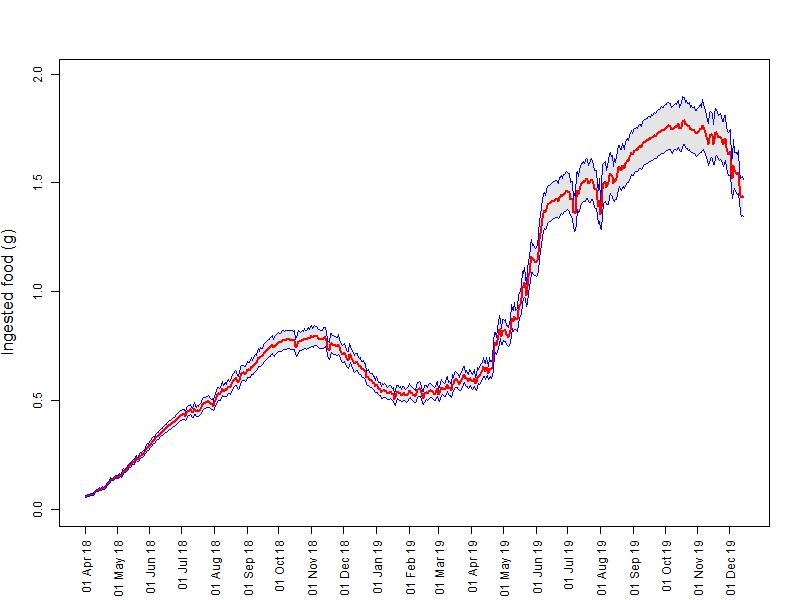 Ingested food (g)
2.0
1.5
1.0
0.5
0.0
01 Apr 18
01 May 18
01 Jun 18
01 Jul 18
01 Aug 18
01 Sep 18
01 Oct 18
01 Nov 18
01 Dec 18
01 Jan 19
01 Feb 19
01 Mar 19
01 Apr 19
01 May 19
01 Jun 19
01 Jul 19
01 Aug 19
01 Sep 19
01 Oct 19
01 Nov 19
01 Dec 19